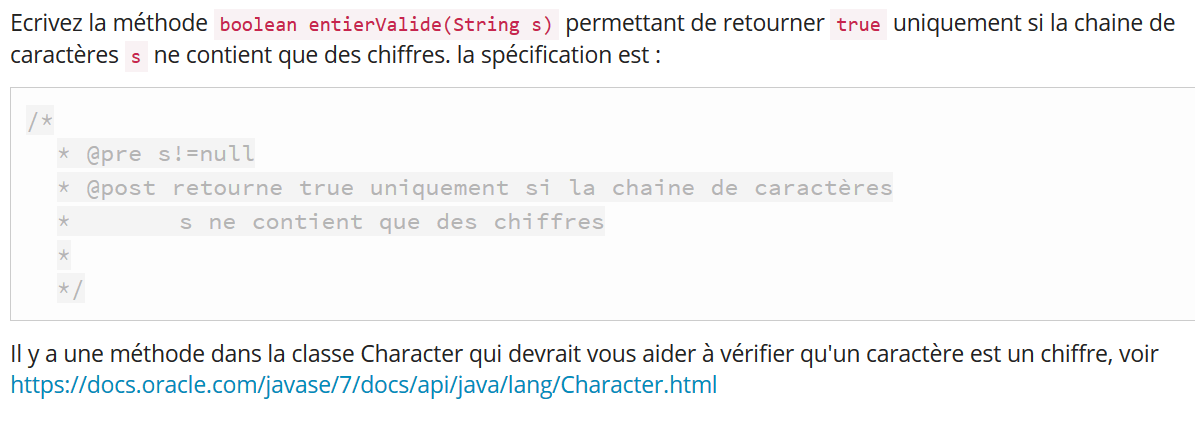 Ecrivez la méthode boolean entierValide(String s) permettant de retourner true uniquement si la chaine de
caractères s ne contient que des chiffres. la spécification est :
/*
* @pre s!=null
* @post retourne true uniquement si la chaine de caractères
* s ne contient que des chiffres
*
*/
Il y a une méthode dans la classe Character qui devrait vous aider à vérifier qu'un caractère est un chiffre, voir
https://docs.oracle.com/javase/7/docs/api/java/lang/Character.html